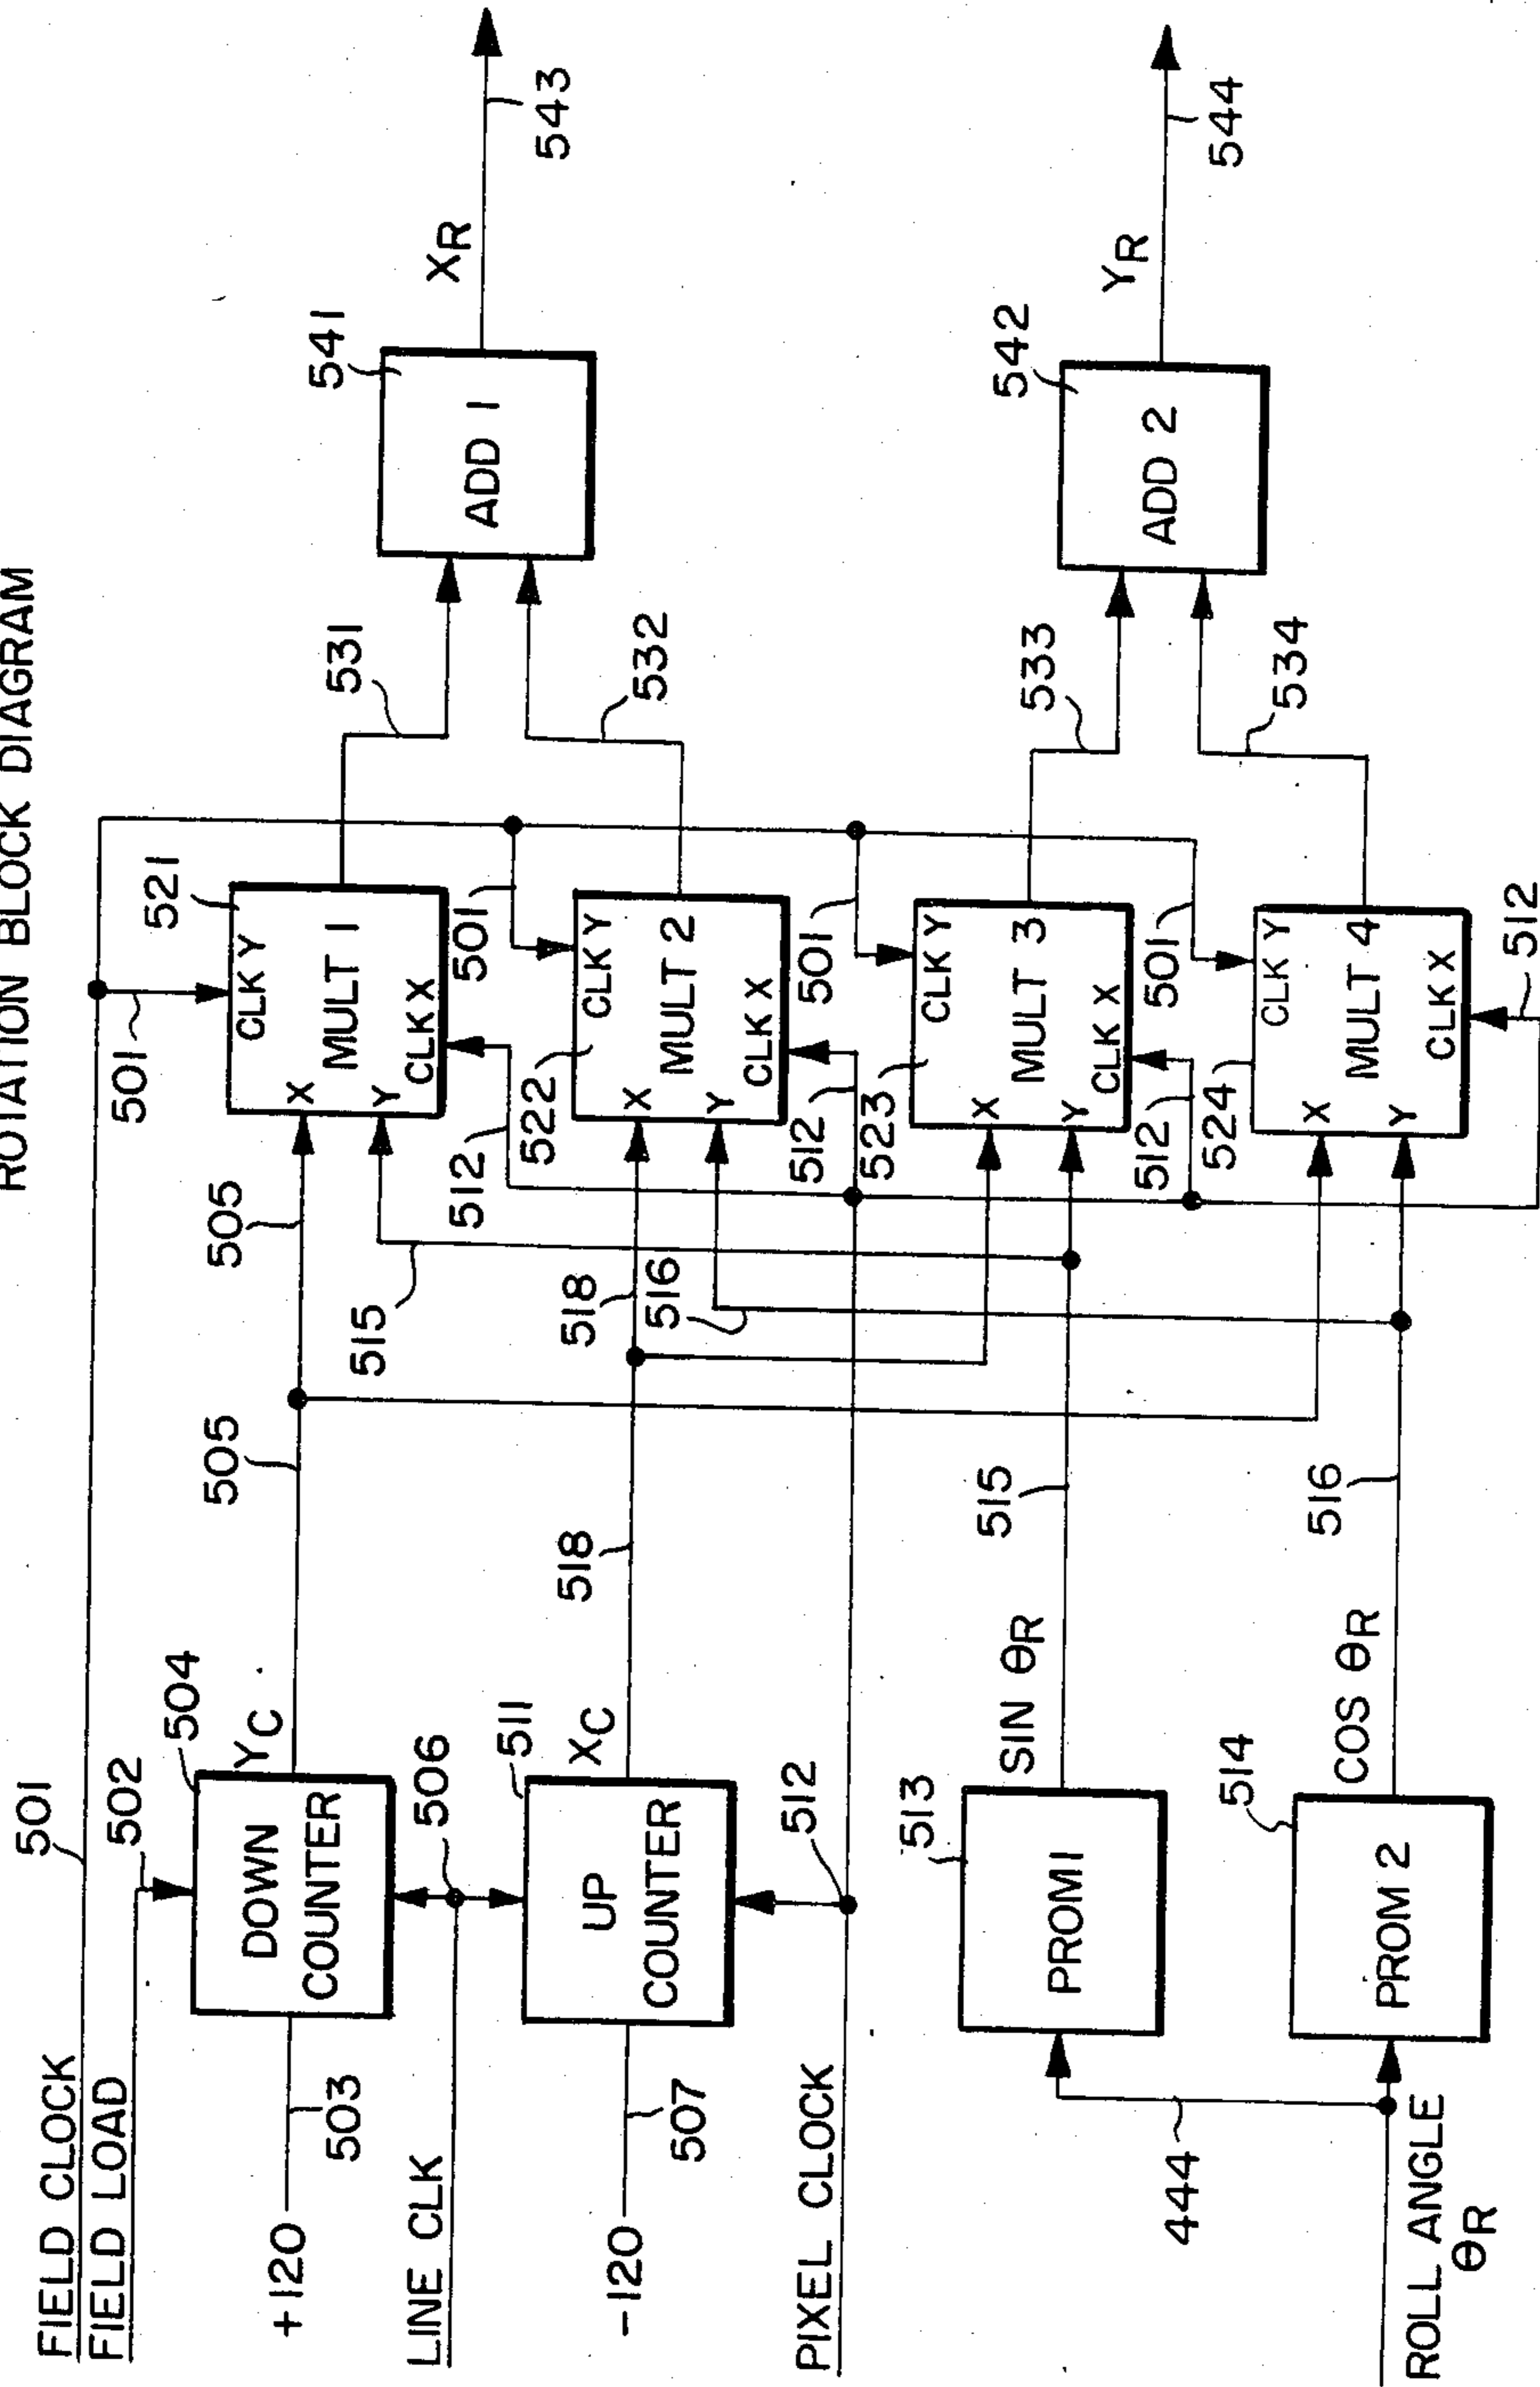 ROTATION BLOCK DIAGRAM
FIELD CLOCK
501
FIELD LOAD
502
+120
503
504
DOWN
COUNTER
YC
505
505
LINE CLK
506
-120
507
511
UP
COUNTER
XC
518
518
PIXEL CLOCK
512
513
PROM 1
SIN θR
515
515
444
514
PROM 2
COS θR
516
516
ROLL ANGLE
θR
501
521
CLK Y
X
MULT 1
Y
CLK X
512
501
522
CLK Y
X
MULT 2
Y
CLK X
512
501
523
CLK Y
X
MULT 3
Y
CLK X
512
501
524
CLK Y
X
MULT 4
Y
CLK X
512
531
532
533
534
541
ADD 1
XR
543
542
ADD 2
YR
544